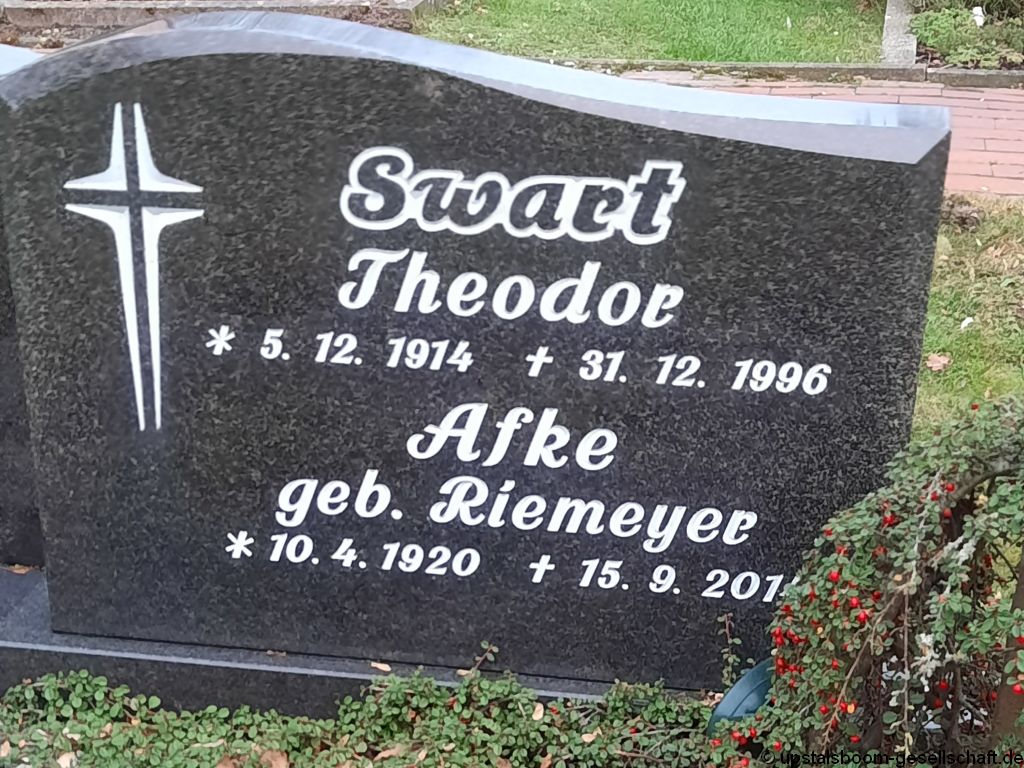 Swart
Theodor
* 5. 12. 1914 † 31. 12. 1996
Afke
geb. Riemeyer
* 10. 4. 1920 † 15. 9.
© upstalsboom-gesellschaft.de